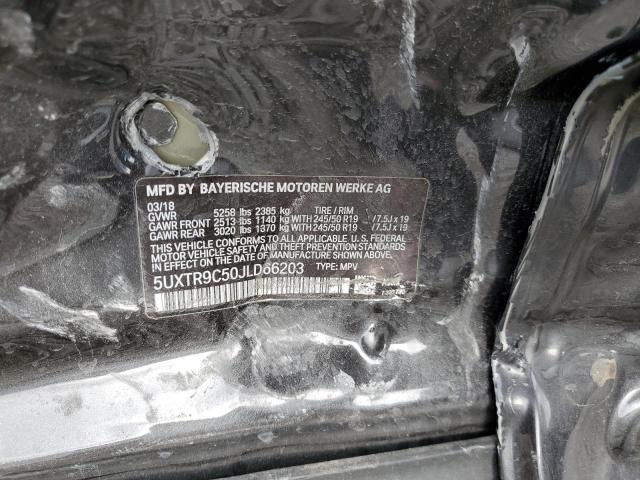 MFD BY BAYERISCHE MOTOREN WERKE AG
03/18
GVWR 5258 lbs 2385 kg TIRE / RIM
GAWR FRONT 2513 lbs 1140 kg WITH 245/50 R19 / 7.5J x 19
GAWR REAR 3020 lbs 1370 kg WITH 245/50 R19 / 7.5J x 19
THIS VEHICLE CONFORMS TO ALL APPLICABLE U.S. FEDERAL
MOTOR VEHICLE SAFETY AND THEFT PREVENTION STANDARDS
IN EFFECT ON THE DATE OF MANUFACTURE SHOWN ABOVE.
5UXTR9C50JLD66203 TYPE: MPV